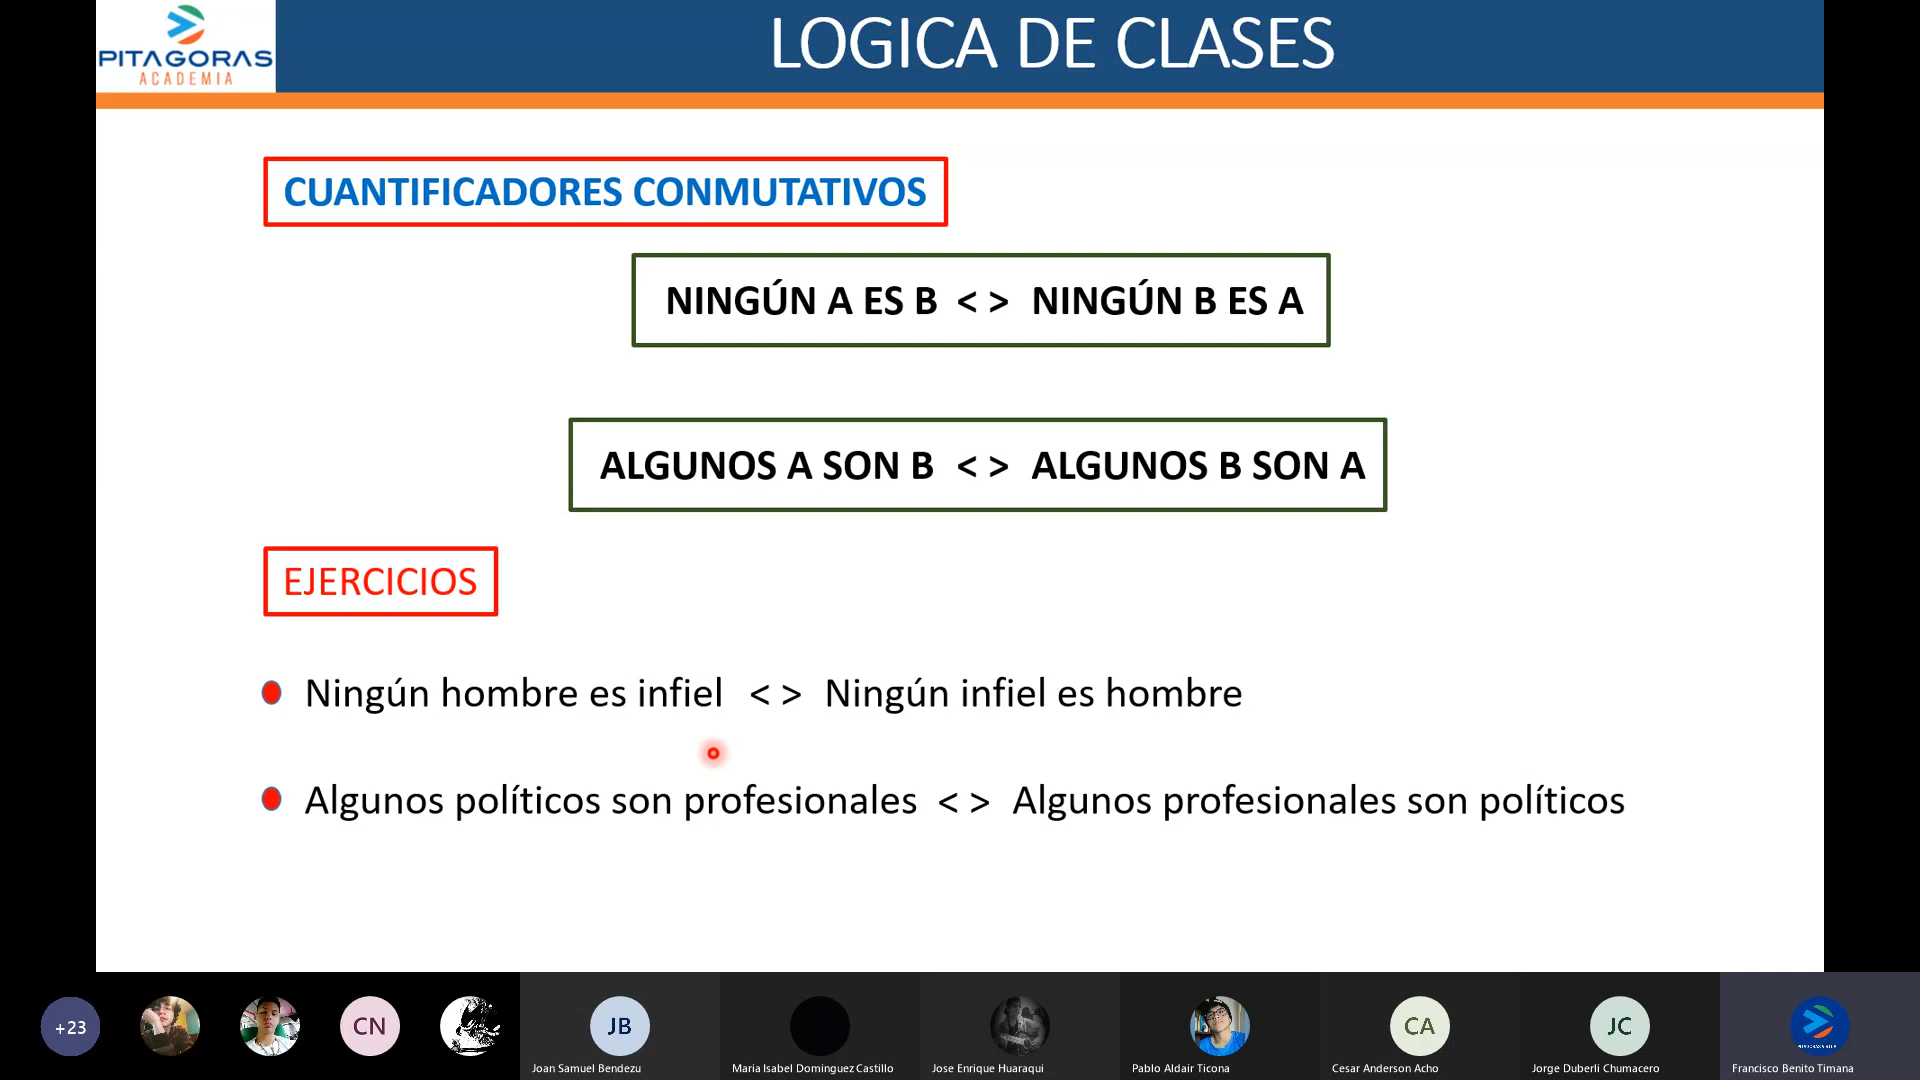 PITAGORAS
ACADEMIA
LOGICA DE CLASES
CUANTIFICADORES CONMUTATIVOS
NINGÚN A ES B < > NINGÚN B ES A
ALGUNOS A SON B < > ALGUNOS B SON A
EJERCICIOS
Ningún hombre es infiel < > Ningún infiel es hombre
Algunos políticos son profesionales < > Algunos profesionales son políticos
+23
CN
JB
CA
JC
Joan Samuel Bendezu
Maria Isabel Dominguez Castillo
Jose Enrique Huaraqui
Pablo Aldair Ticona
Cesar Anderson Acho
Jorge Duberli Chumacero
Francisco Benito Timana